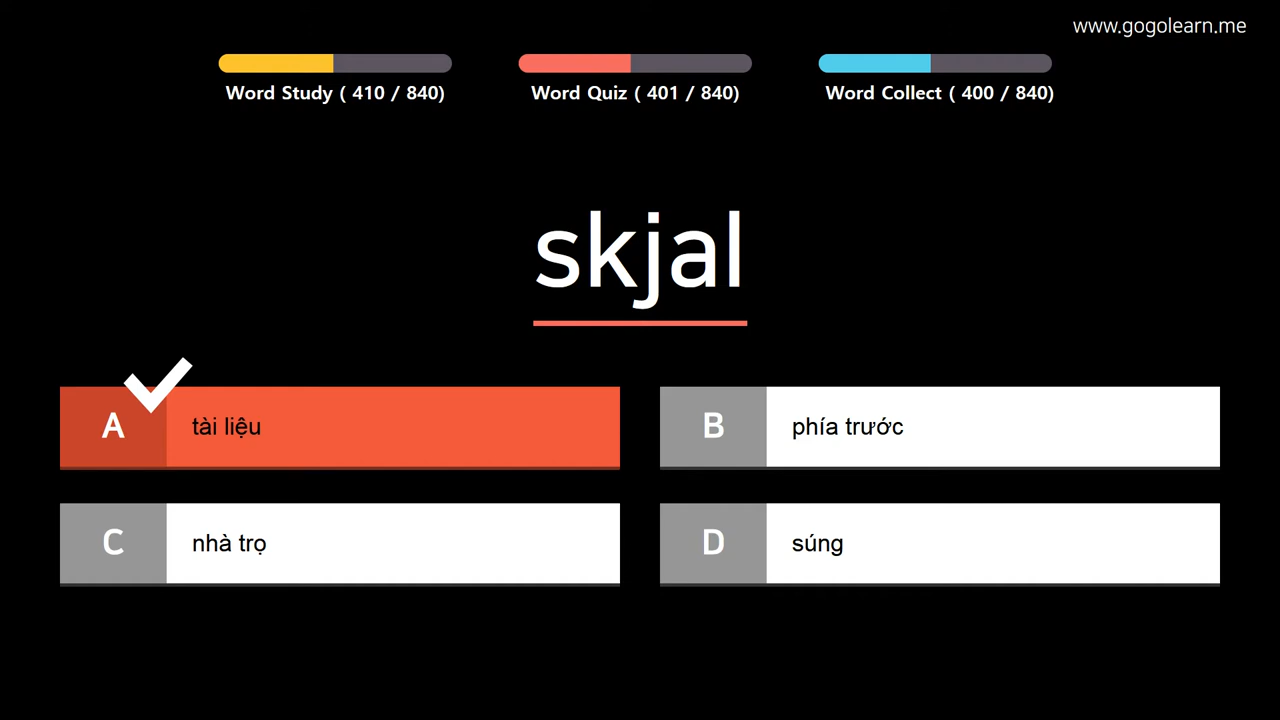 www.gogolearn.me
Word Study ( 410 / 840)
Word Quiz ( 401 / 840)
Word Collect ( 400 / 840)
skjal
A tài liệu
B phía trước
C nhà trọ
D súng